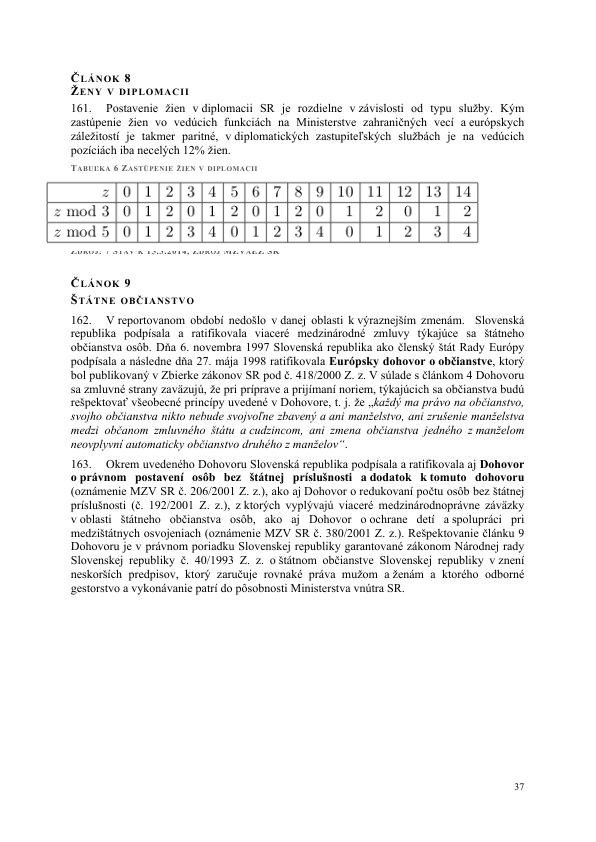 ČLÁNOK 8
ŽENY V DIPLOMACII
161. Postavenie žien v diplomacii SR je rozdielne v závislosti od typu služby. Kým
zastúpenie žien vo vedúcich funkciách na Ministerstve zahraničných vecí a európskych
záležitostí je takmer paritné, v diplomatických zastupiteľských službách je na vedúcich
pozíciách iba necelých 12% žien.
TABUĽKA 6 ZASTÚPENIE ŽIEN V DIPLOMACII
z 0 1 2 3 4 5 6 7 8 9 10 11 12 13 14
z mod 3 0 1 2 0 1 2 0 1 2 0 1 2 0 1 2
z mod 5 0 1 2 3 4 0 1 2 3 4 0 1 2 3 4
ČLÁNOK 9
ŠTÁTNE OBČIANSTVO
162. V reportovanom období nedošlo v danej oblasti k výraznejším zmenám. Slovenská
republika podpísala a ratifikovala viaceré medzinárodné zmluvy týkajúce sa štátneho
občianstva osôb. Dňa 6. novembra 1997 Slovenská republika ako členský štát Rady Európy
podpísala a následne dňa 27. mája 1998 ratifikovala Európsky dohovor o občianstve, ktorý
bol publikovaný v Zbierke zákonov SR pod č. 418/2000 Z. z. V súlade s článkom 4 Dohovoru
sa zmluvné strany zaväzujú, že pri príprave a prijímaní noriem, týkajúcich sa občianstva budú
rešpektovať všeobecné princípy uvedené v Dohovore, t. j. že „každý ma právo na občianstvo,
svojho občianstva nikto nebude svojvoľne zbavený a ani manželstvo, ani zrušenie manželstva
medzi občanom zmluvného štátu a cudzincom, ani zmena občianstva jedného z manželom
neovplyvní automaticky občianstvo druhého z manželov“.
163. Okrem uvedeného Dohovoru Slovenská republika podpísala a ratifikovala aj Dohovor
o právnom postavení osôb bez štátnej príslušnosti a dodatok k tomuto dohovoru
(oznámenie MZV SR č. 206/2001 Z. z.), ako aj Dohovor o redukovaní počtu osôb bez štátnej
príslušnosti (č. 192/2001 Z. z.), z ktorých vyplývajú viaceré medzinárodnoprávne záväzky
v oblasti štátneho občianstva osôb, ako aj Dohovor o ochrane detí a spolupráci pri
medzištátnych osvojeniach (oznámenie MZV SR č. 380/2001 Z. z.). Rešpektovanie článku 9
Dohovoru je v právnom poriadku Slovenskej republiky garantované zákonom Národnej rady
Slovenskej republiky č. 40/1993 Z. z. o štátnom občianstve Slovenskej republiky v znení
neskorších predpisov, ktorý zaručuje rovnaké práva mužom a ženám a ktorého odborné
gestorstvo a vykonávanie patrí do pôsobnosti Ministerstva vnútra SR.
37